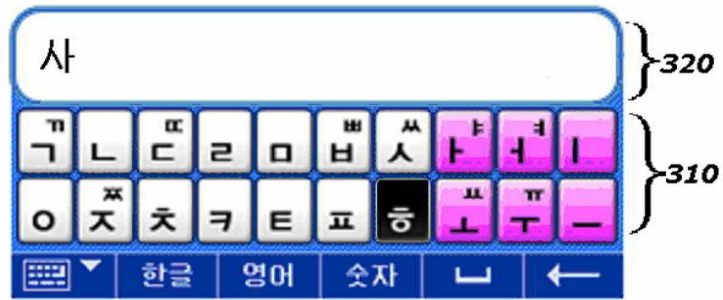 사
320
ㄲ ㄸ ㅃ ㅆ ㅑ ㅕ
ㄱ ㄴ ㄷ ㄹ ㅁ ㅂ ㅅ ㅏ ㅓ ㅣ
310
ㅉ ㅛ ㅠ
ㅇ ㅈ ㅊ ㅋ ㅌ ㅍ ㅎ ㅗ ㅜ ㅡ
한글 영어 숫자